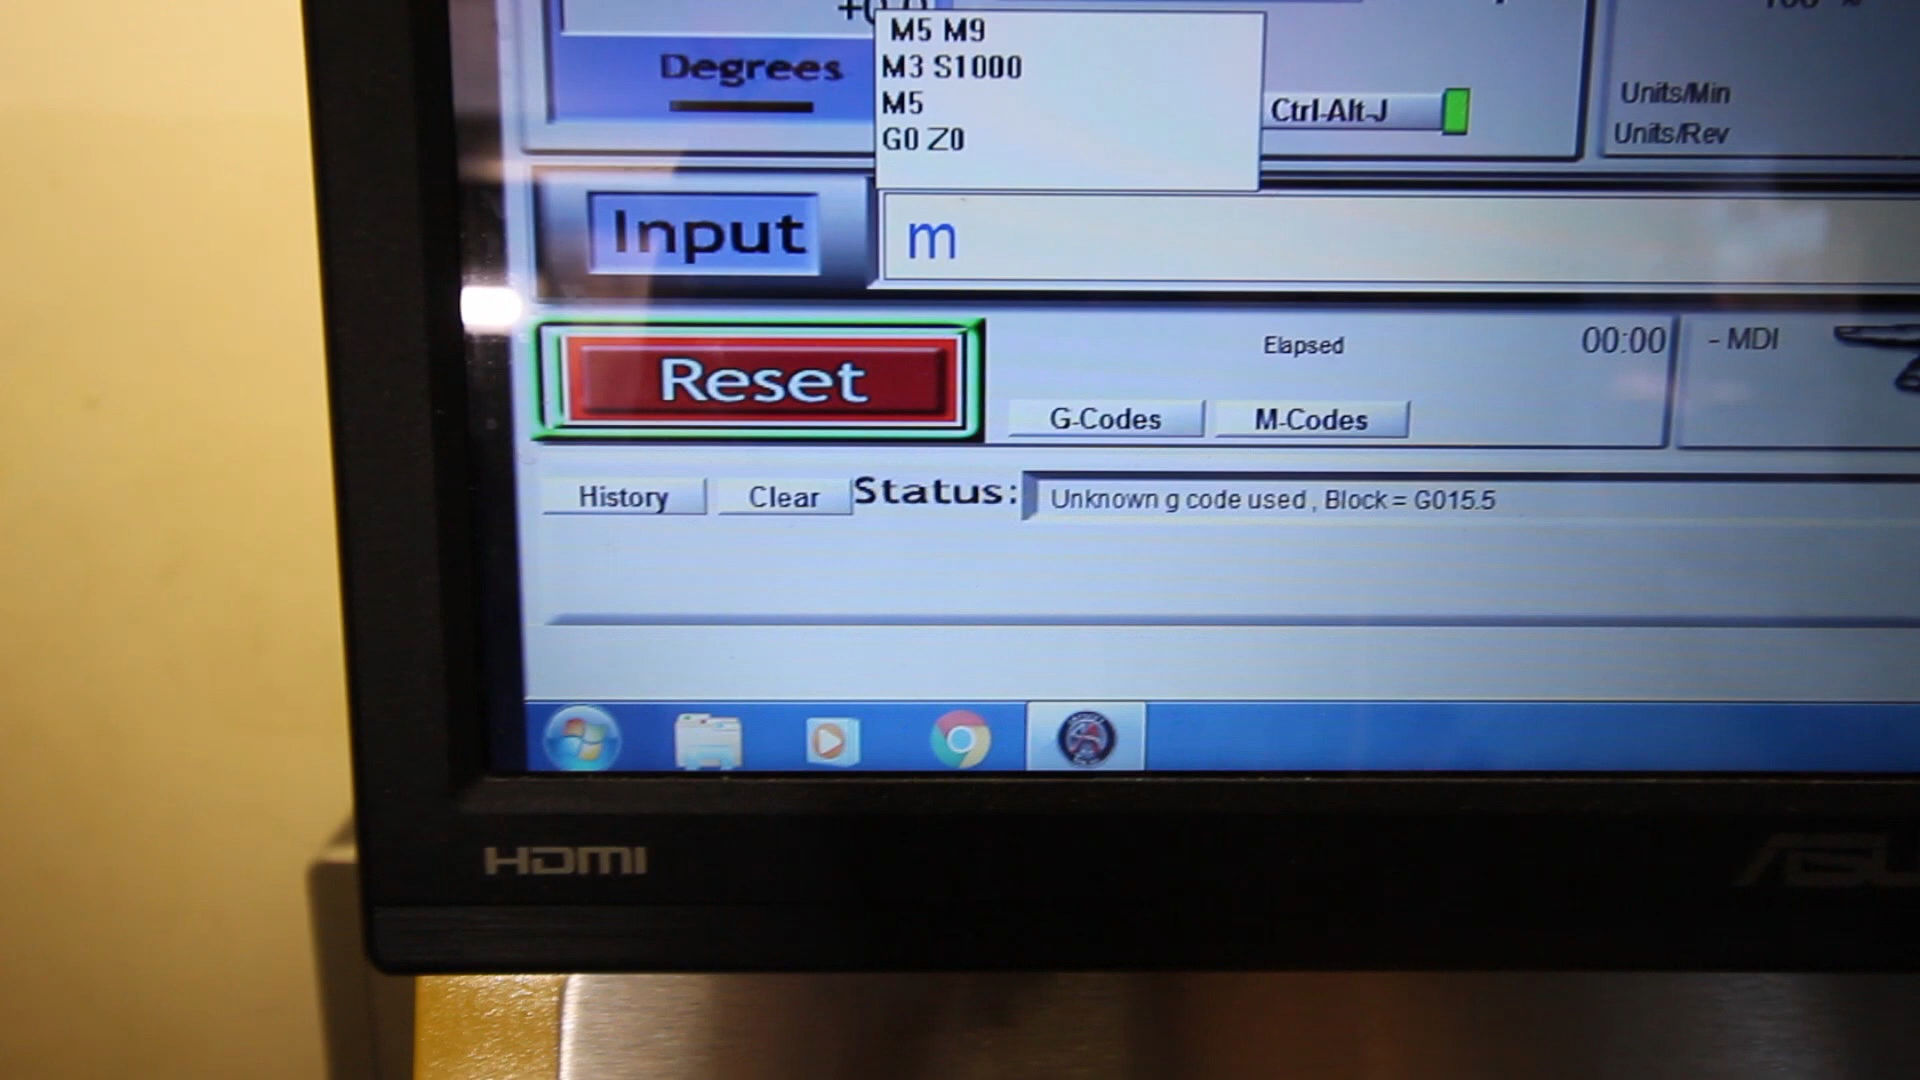 M5 M9
M3 S1000
M5
G0 Z0
Degrees
Ctrl-Alt-J
Units/Min
Units/Rev
Input
m
Reset
Elapsed
00:00
- MDI
G-Codes
M-Codes
History
Clear
Status:
Unknown g code used , Block = G015.5
HDMI